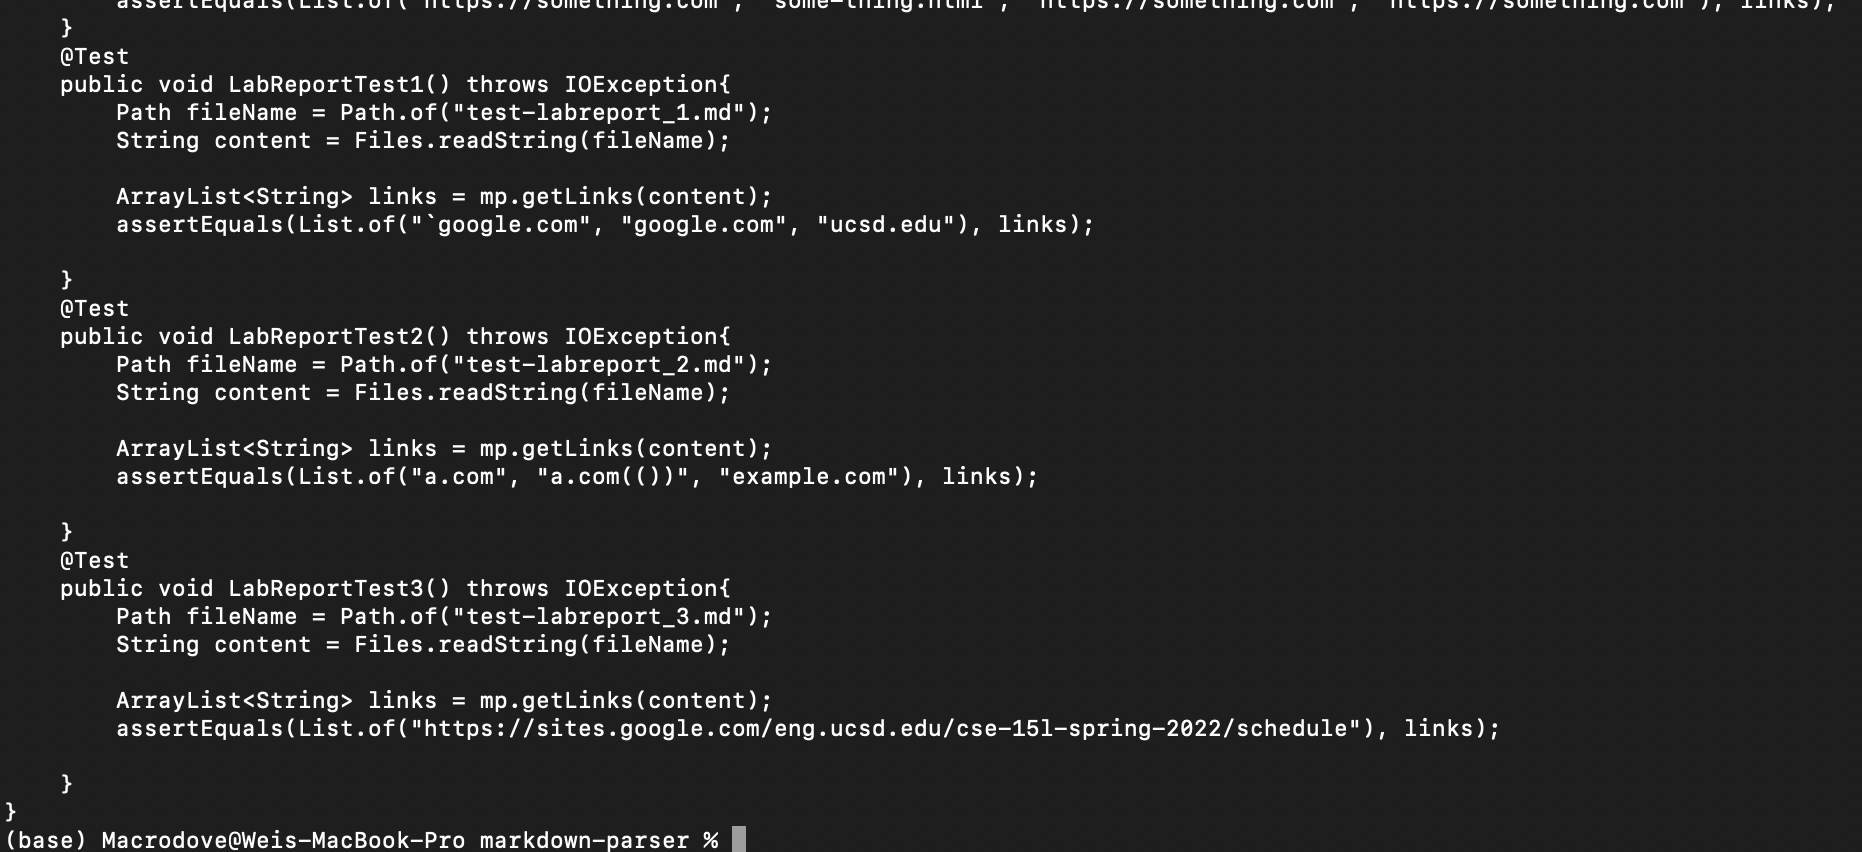 assertEquals(List.of("https://something.com", "some-thing.html", "https://something.com", "https://something.com"), links);
    }
    @Test
    public void LabReportTest1() throws IOException{
        Path fileName = Path.of("test-labreport_1.md");
        String content = Files.readString(fileName);

        ArrayList<String> links = mp.getLinks(content);
        assertEquals(List.of("`google.com", "google.com", "ucsd.edu"), links);

    }
    @Test
    public void LabReportTest2() throws IOException{
        Path fileName = Path.of("test-labreport_2.md");
        String content = Files.readString(fileName);

        ArrayList<String> links = mp.getLinks(content);
        assertEquals(List.of("a.com", "a.com(())", "example.com"), links);

    }
    @Test
    public void LabReportTest3() throws IOException{
        Path fileName = Path.of("test-labreport_3.md");
        String content = Files.readString(fileName);

        ArrayList<String> links = mp.getLinks(content);
        assertEquals(List.of("https://sites.google.com/eng.ucsd.edu/cse-15l-spring-2022/schedule"), links);

    }
}
(base) Macrodove@Weis-MacBook-Pro markdown-parser %